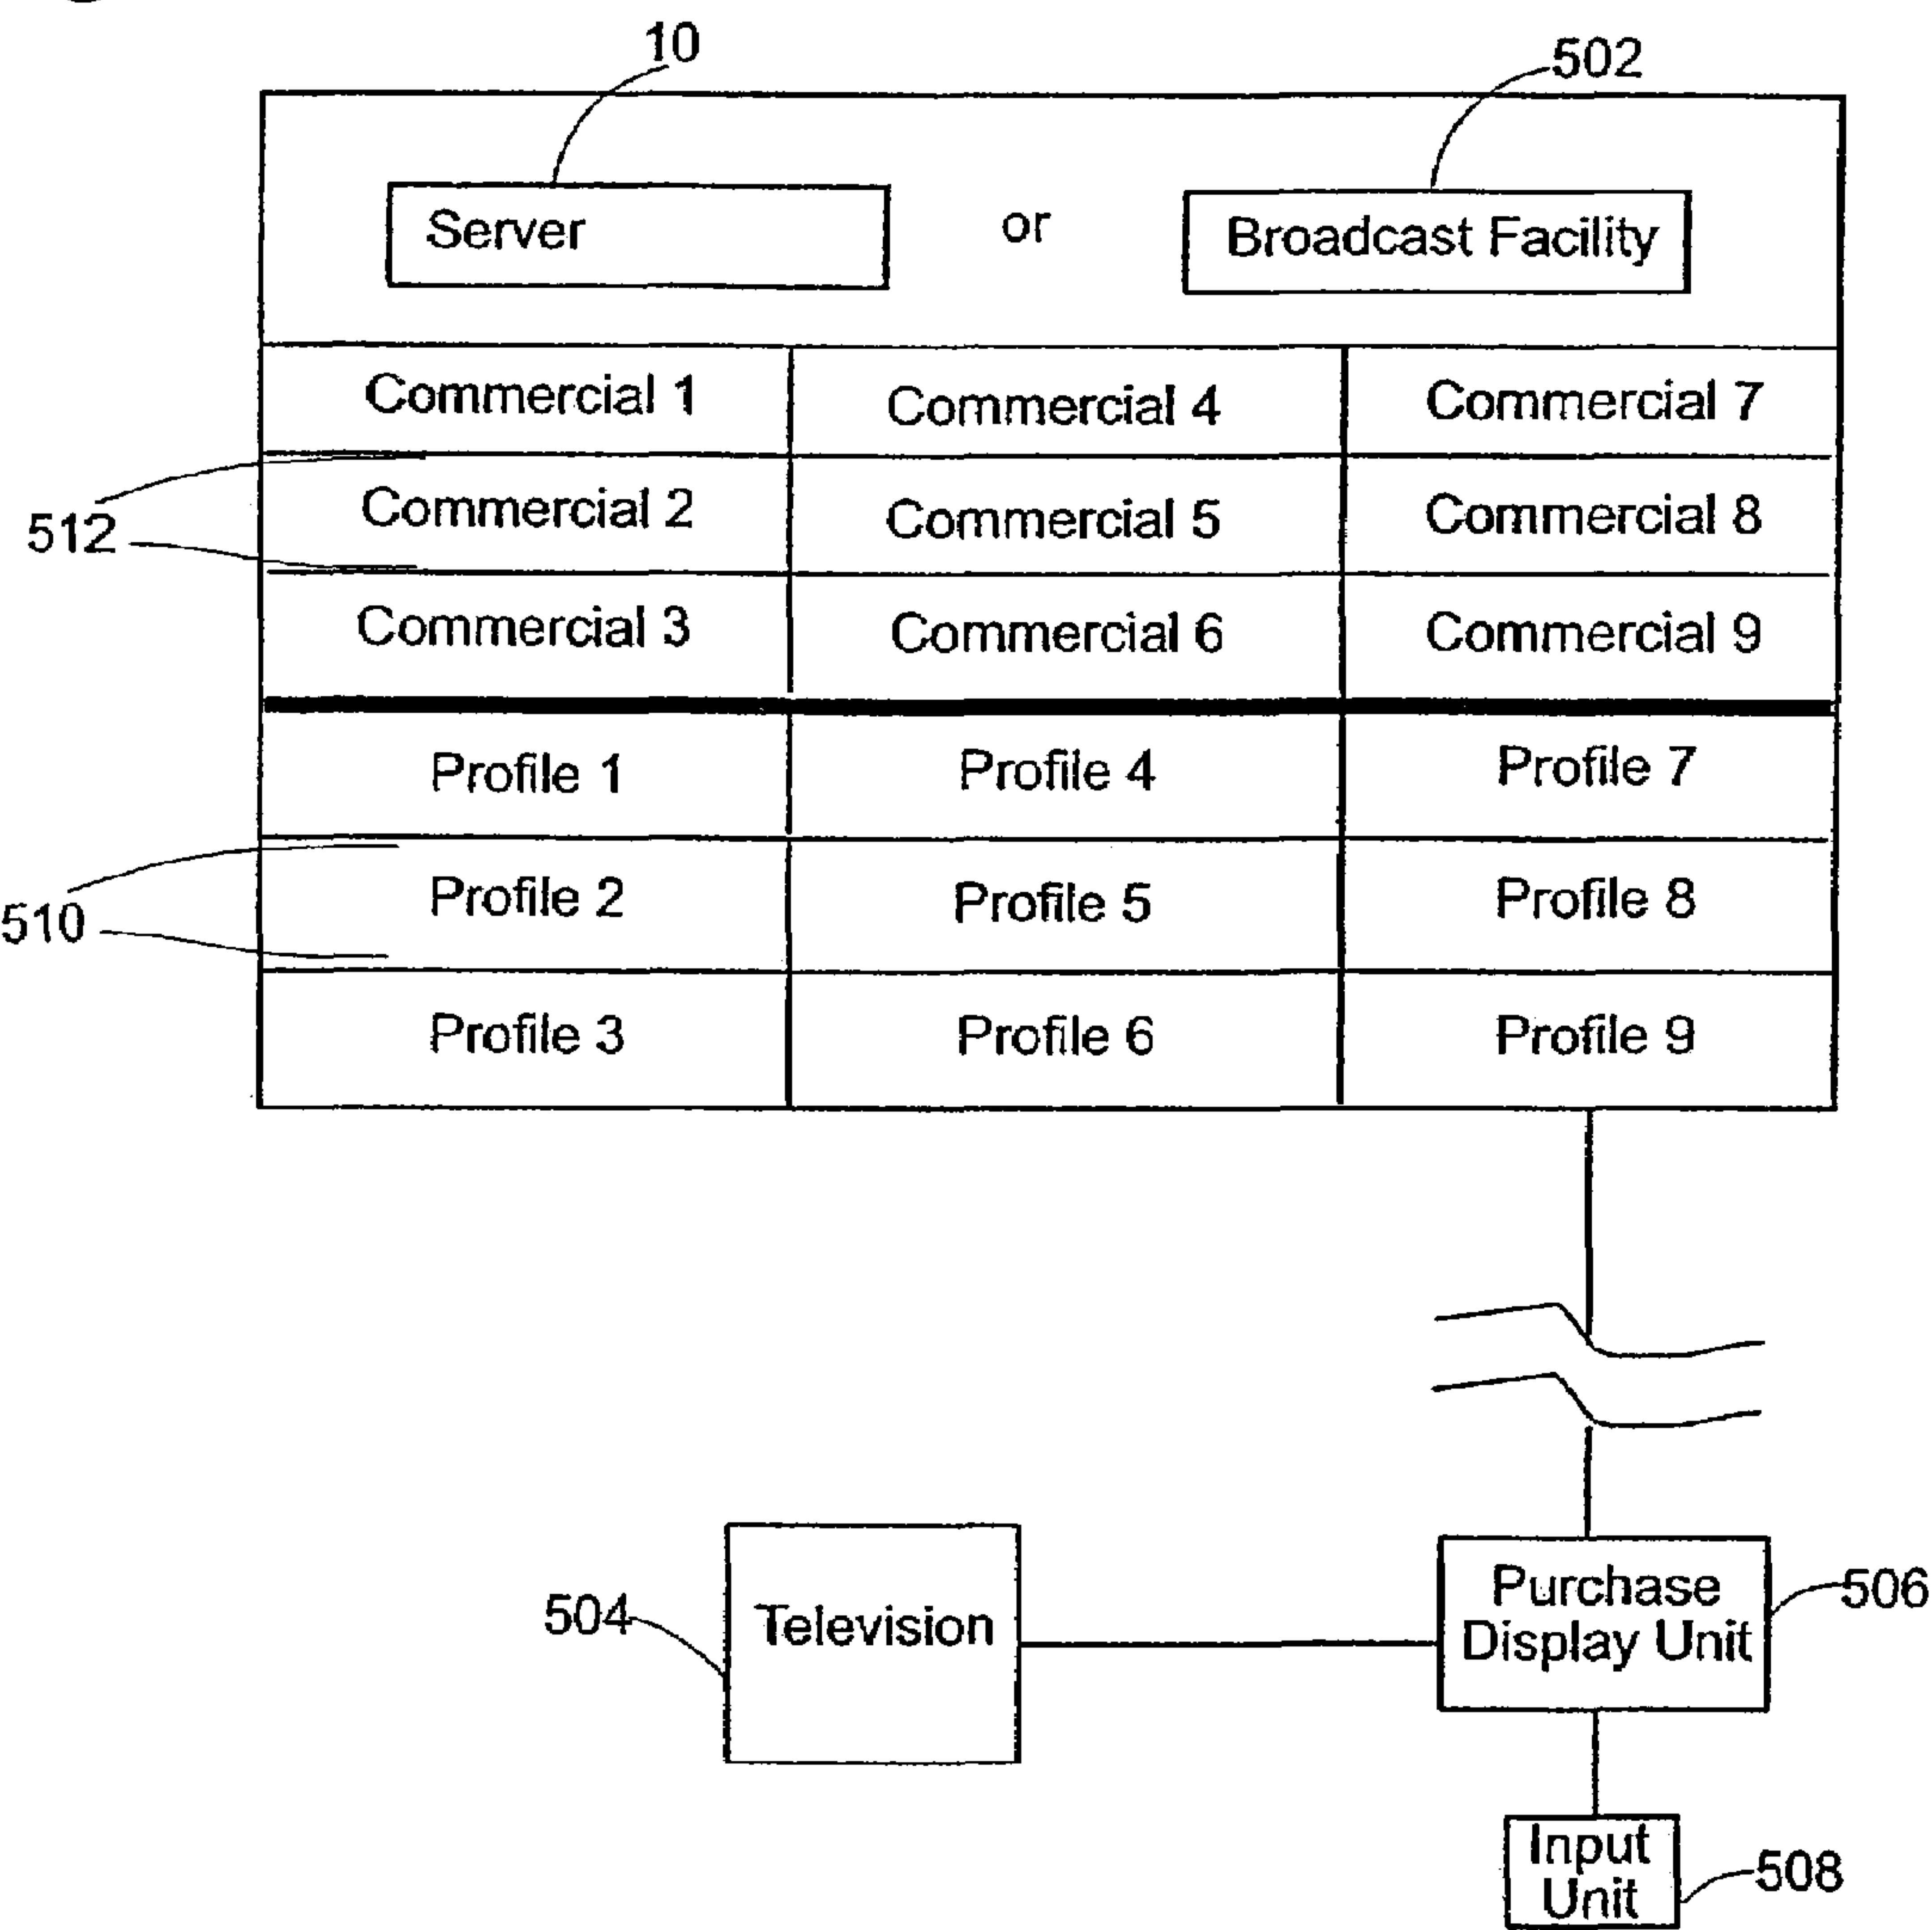 10
502
Server
or
Broadcast Facility
Commercial 1
Commercial 4
Commercial 7
512
Commercial 2
Commercial 5
Commercial 8
Commercial 3
Commercial 6
Commercial 9
Profile 1
Profile 4
Profile 7
510
Profile 2
Profile 5
Profile 8
Profile 3
Profile 6
Profile 9
504
Television
Purchase
Display Unit
506
Input
Unit
508